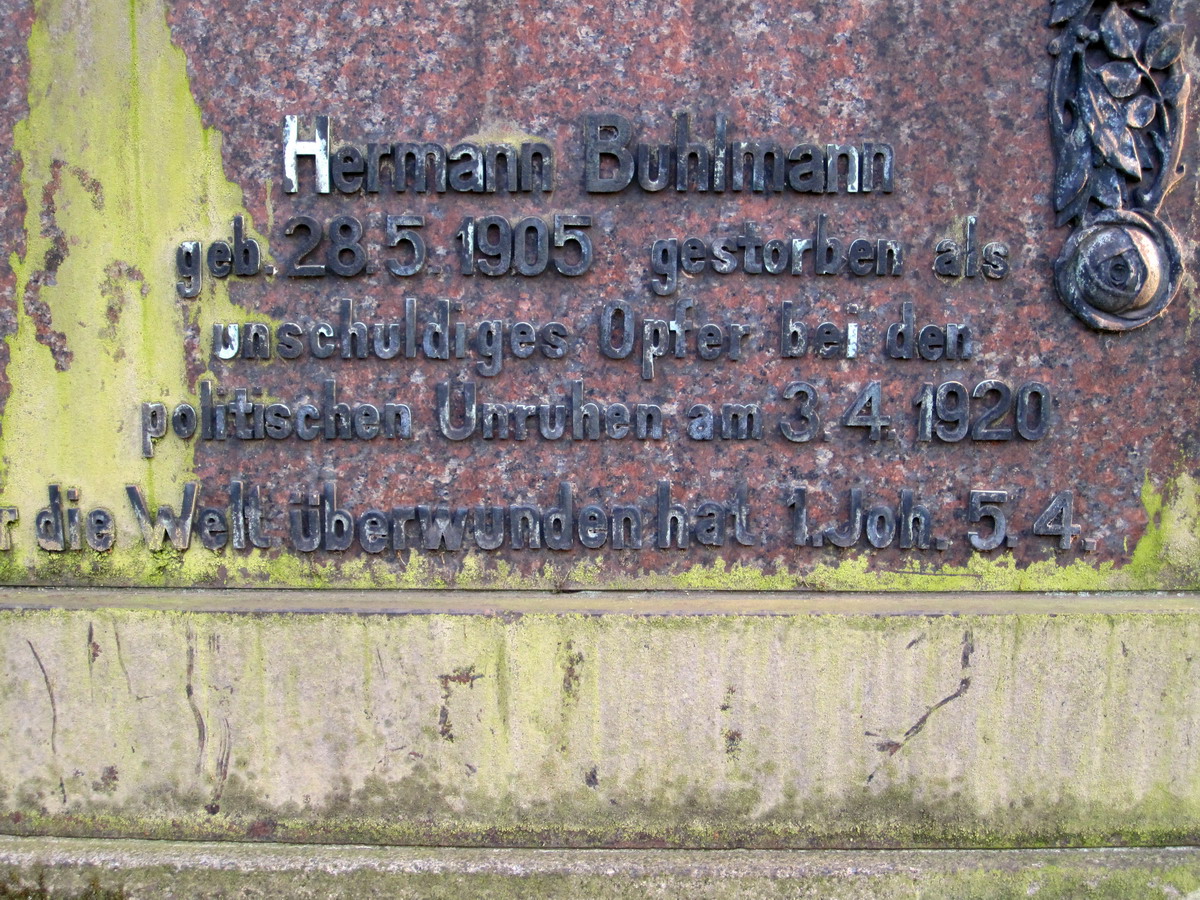 Hermann Buhlmann
geb. 28. 5. 1905 gestorben als
unschuldiges Opfer bei den
politischen Unruhen am 3. 4. 1920
die Welt überwunden hat 1. Joh. 5. 4.